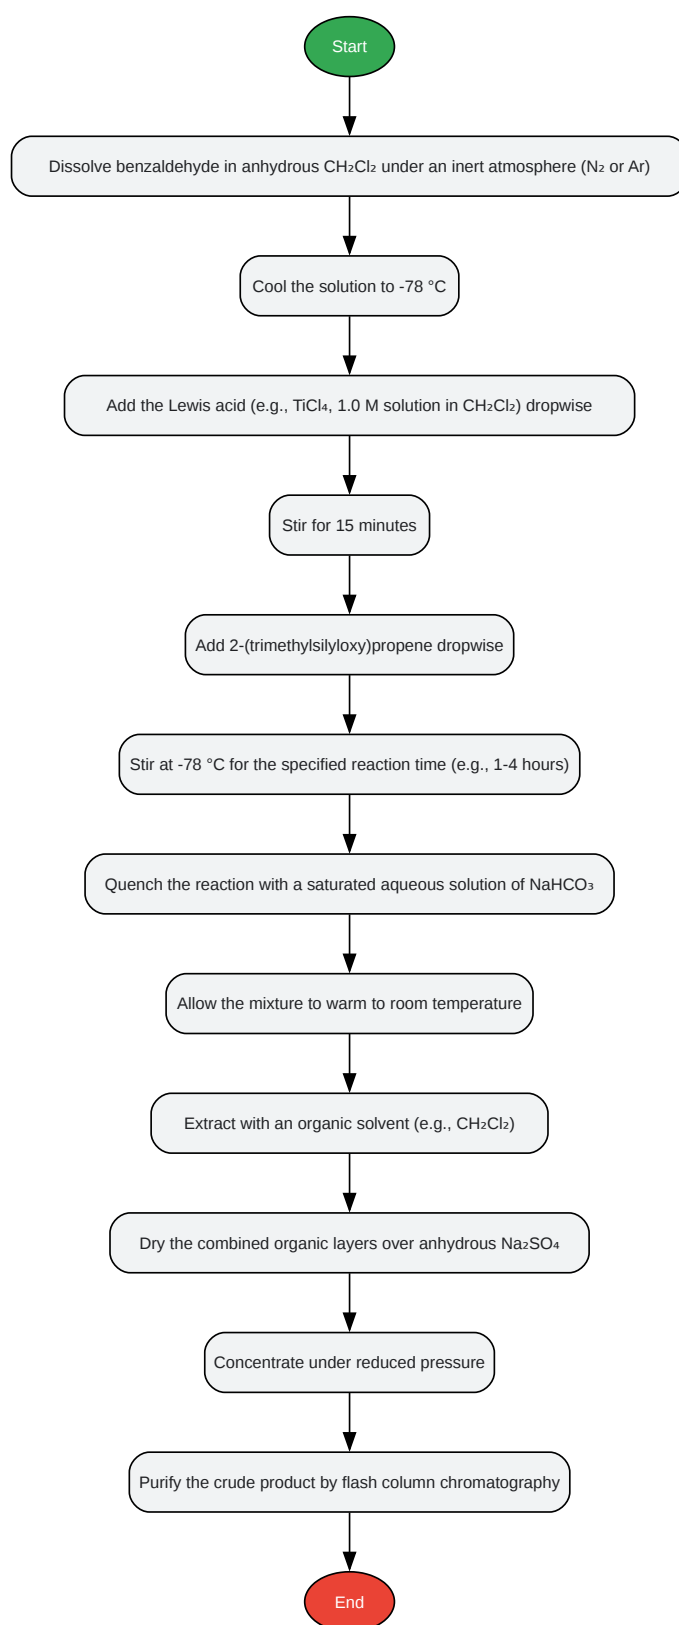 Start
Dissolve benzaldehyde in anhydrous CH₂Cl₂ under an inert atmosphere (N₂ or Ar)
Cool the solution to -78 °C
Add the Lewis acid (e.g., TiCl₄, 1.0 M solution in CH₂Cl₂) dropwise
Stir for 15 minutes
Add 2-(trimethylsilyloxy)propene dropwise
Stir at -78 °C for the specified reaction time (e.g., 1-4 hours)
Quench the reaction with a saturated aqueous solution of NaHCO₃
Allow the mixture to warm to room temperature
Extract with an organic solvent (e.g., CH₂Cl₂)
Dry the combined organic layers over anhydrous Na₂SO₄
Concentrate under reduced pressure
Purify the crude product by flash column chromatography
End